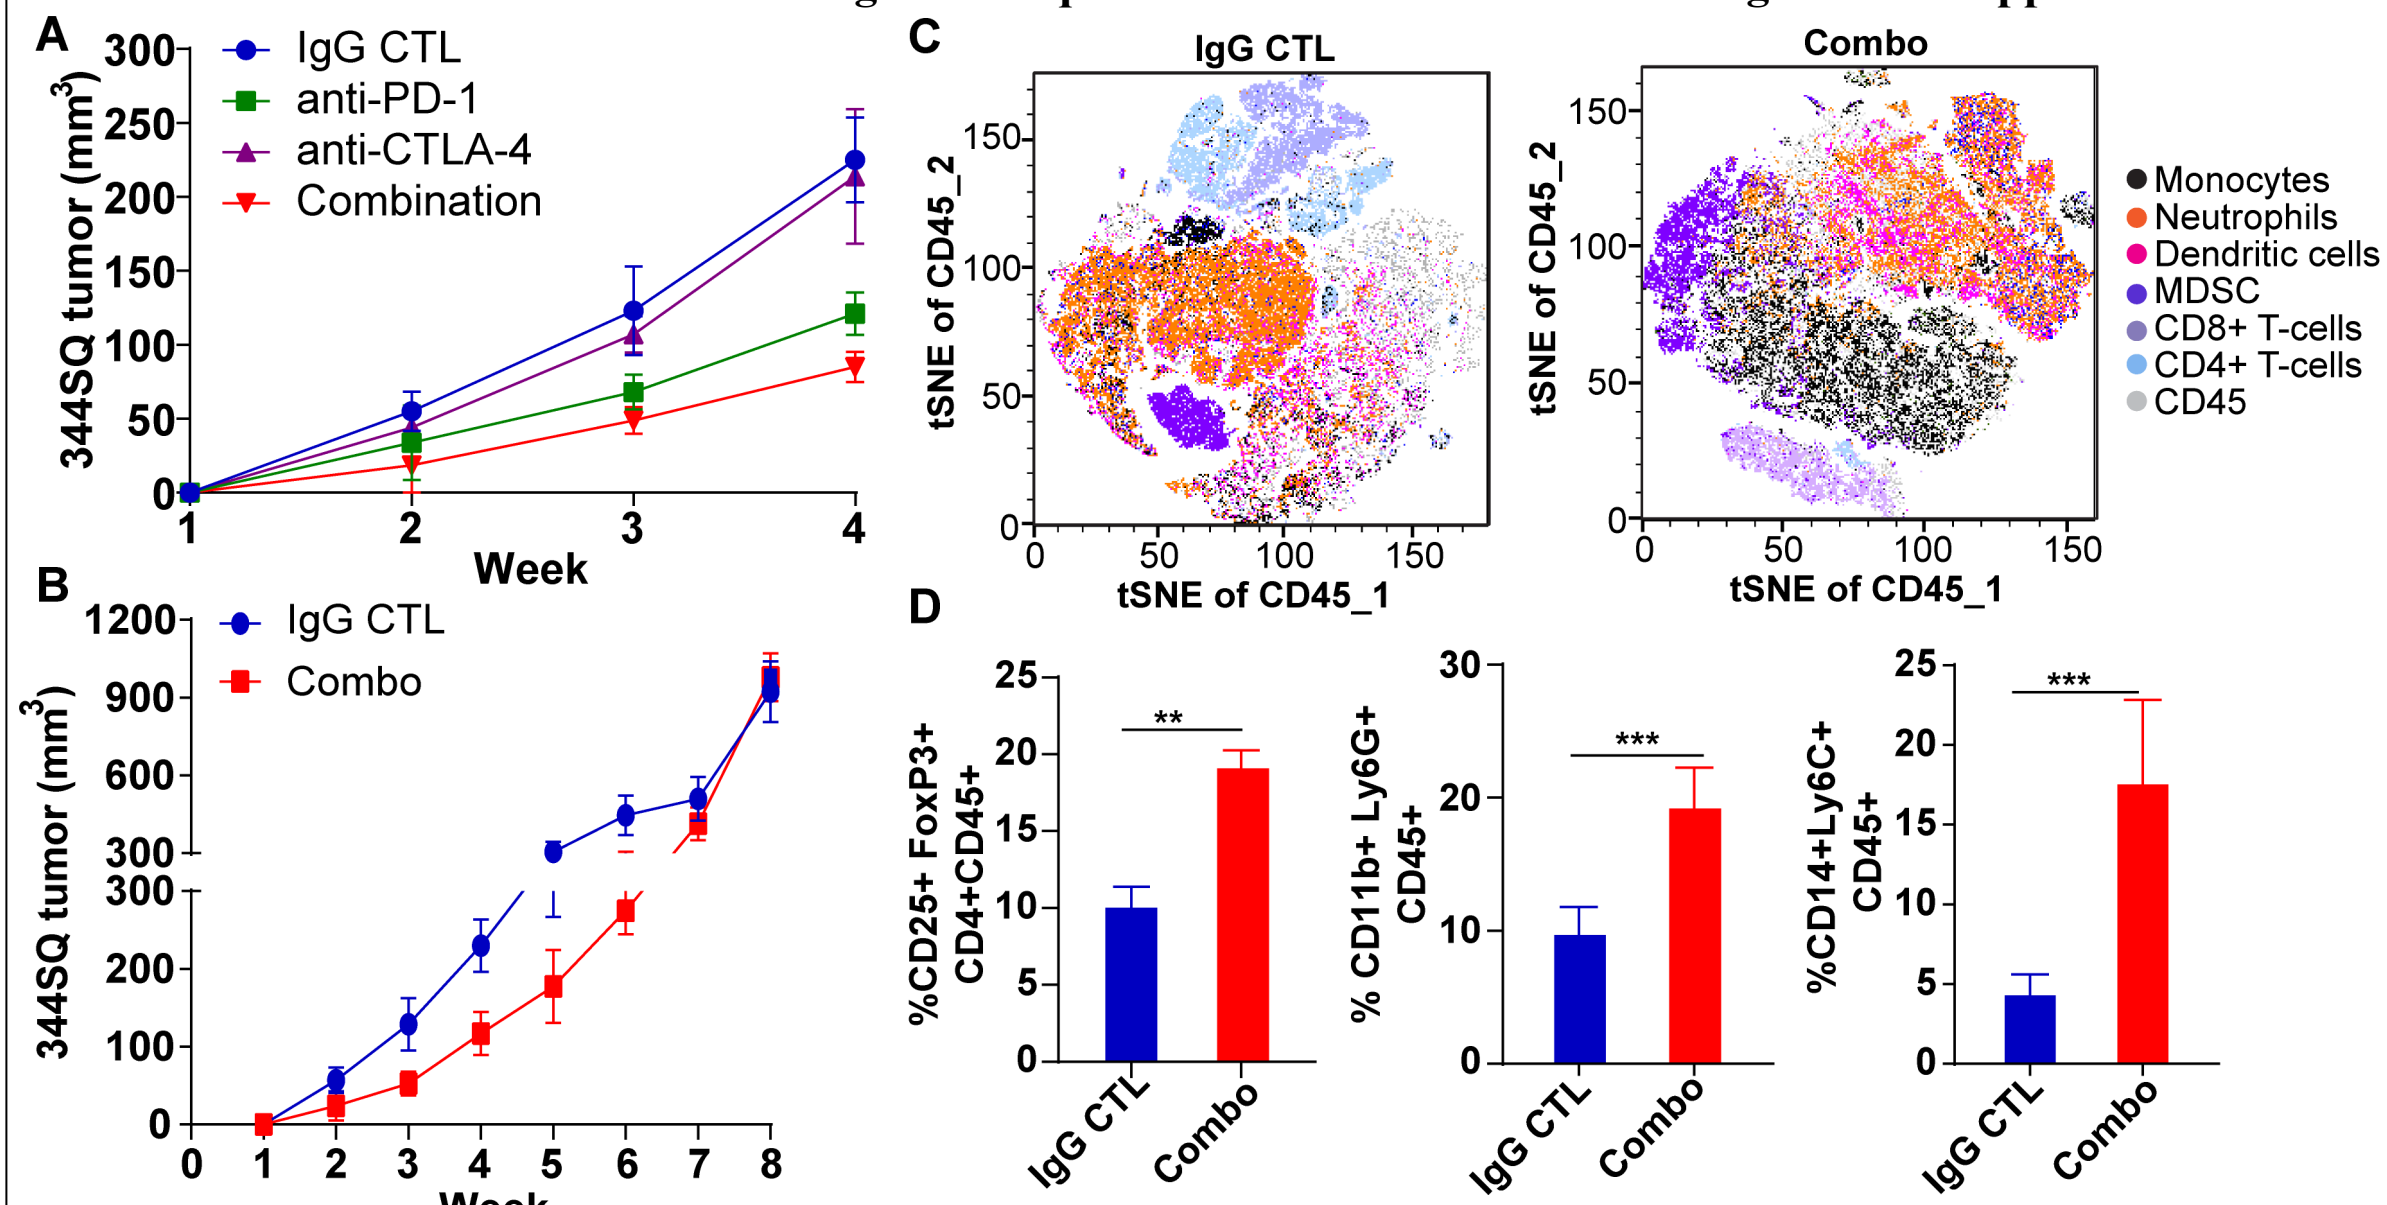 A
300
250
200
150
100
50
0
344SQ tumor (mm³)
IgG CTL
anti-PD-1
anti-CTLA-4
Combination
1 2 3 4
Week
B
1200
900
600
300
300
200
100
0
344SQ tumor (mm³)
IgG CTL
Combo
0 1 2 3 4 5 6 7 8
Week
C
IgG CTL
150
100
50
0
tSNE of CD45_2
0 50 100 150
tSNE of CD45_1
Combo
150
100
50
0
tSNE of CD45_2
0 50 100 150
tSNE of CD45_1
Monocytes
Neutrophils
Dendritic cells
MDSC
CD8+ T-cells
CD4+ T-cells
CD45
D
%CD25+ FoxP3+
CD4+CD45+
25
20
15
10
5
0
**
IgG CTL
Combo
% CD11b+ Ly6G+
CD45+
30
20
10
0
***
IgG CTL
Combo
%CD14+Ly6C+
CD45+
25
20
15
10
5
0
***
IgG CTL
Combo